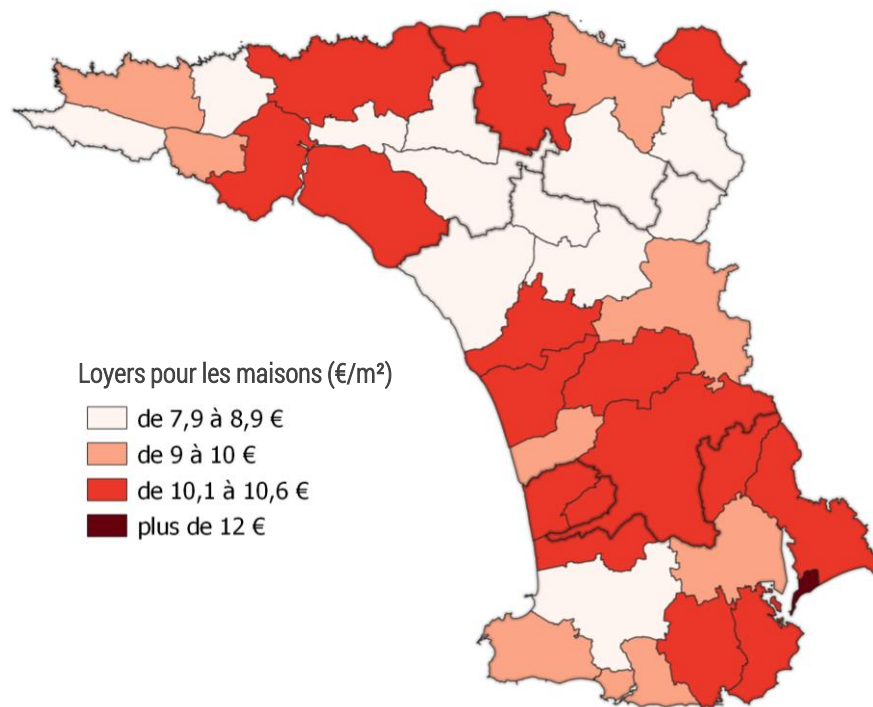 Loyers pour les maisons (€/m²)
de 7,9 à 8,9 €
de 9 à 10 €
de 10,1 à 10,6 €
plus de 12 €